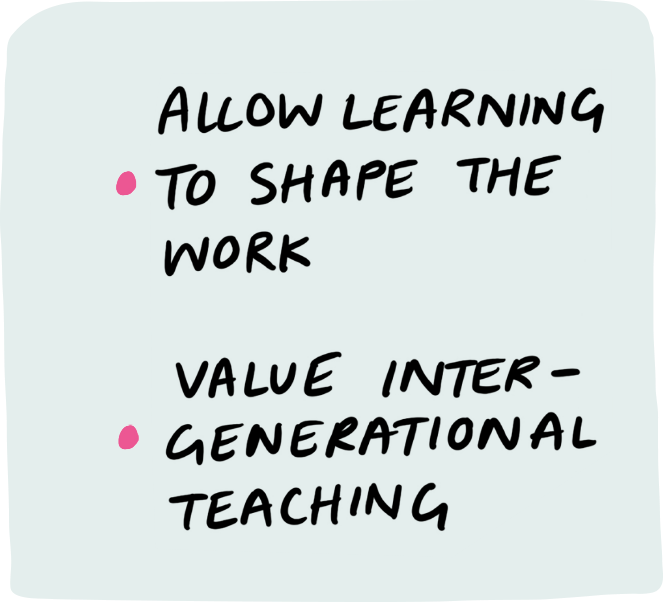 ALLOW LEARNING
TO SHAPE THE
WORK
VALUE INTER-
GENERATIONAL
TEACHING